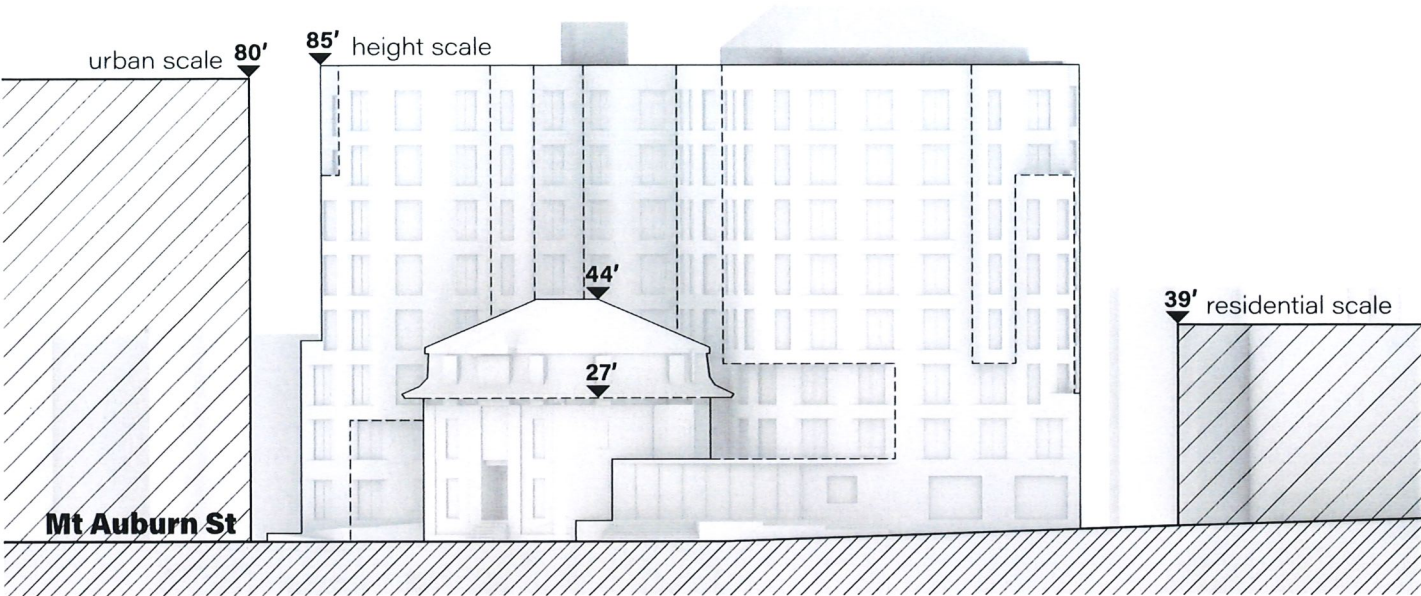 urban scale 80′
85′ height scale
44′
39′ residential scale
27′
Mt Auburn St